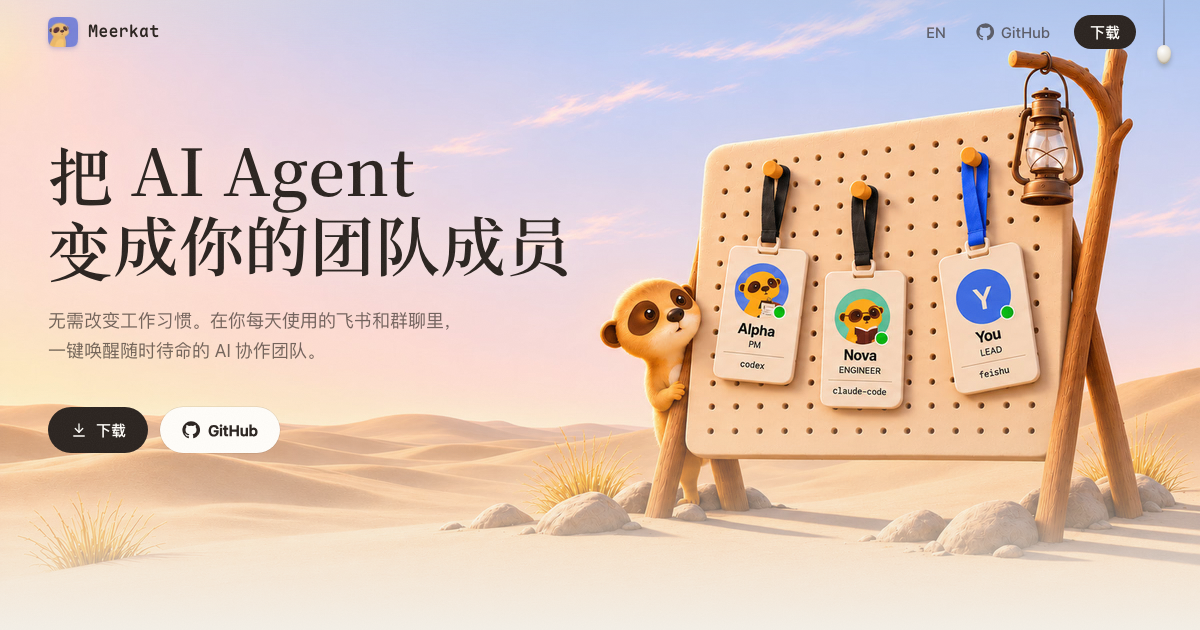 Meerkat
EN
GitHub
下载
把 AI Agent
变成你的团队成员
无需改变工作习惯。在你每天使用的飞书和群聊里，
一键唤醒随时待命的 AI 协作团队。
下载
GitHub
Alpha
PM
codex
Nova
ENGINEER
claude-code
Y
You
LEAD
feishu